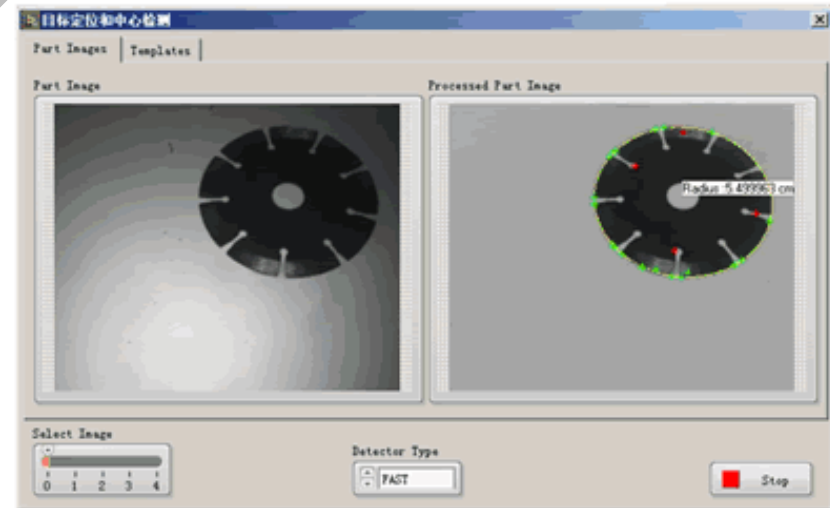 目标定位和中心检测
Part Images
Templates
Part Image
Processed Part Image
Radius :5.499963 cm
Select Image
0 1 2 3 4
Detector Type
FAST
Stop